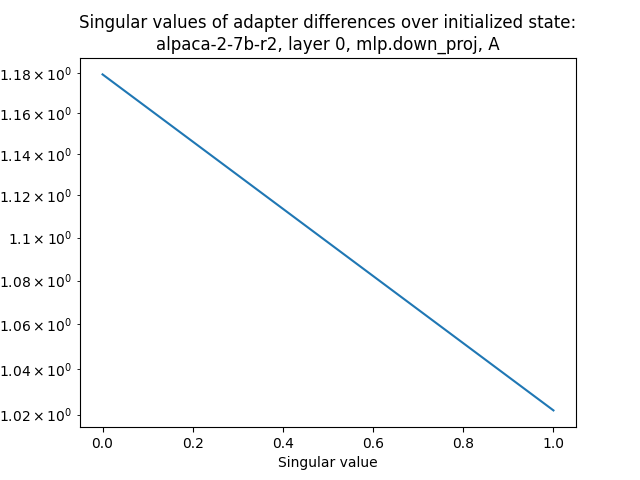 Singular values of adapter differences over initialized state:
alpaca-2-7b-r2, layer 0, mlp.down_proj, A
1.18 × 10⁰
1.16 × 10⁰
1.14 × 10⁰
1.12 × 10⁰
1.1 × 10⁰
1.08 × 10⁰
1.06 × 10⁰
1.04 × 10⁰
1.02 × 10⁰
0.0 0.2 0.4 0.6 0.8 1.0
Singular value